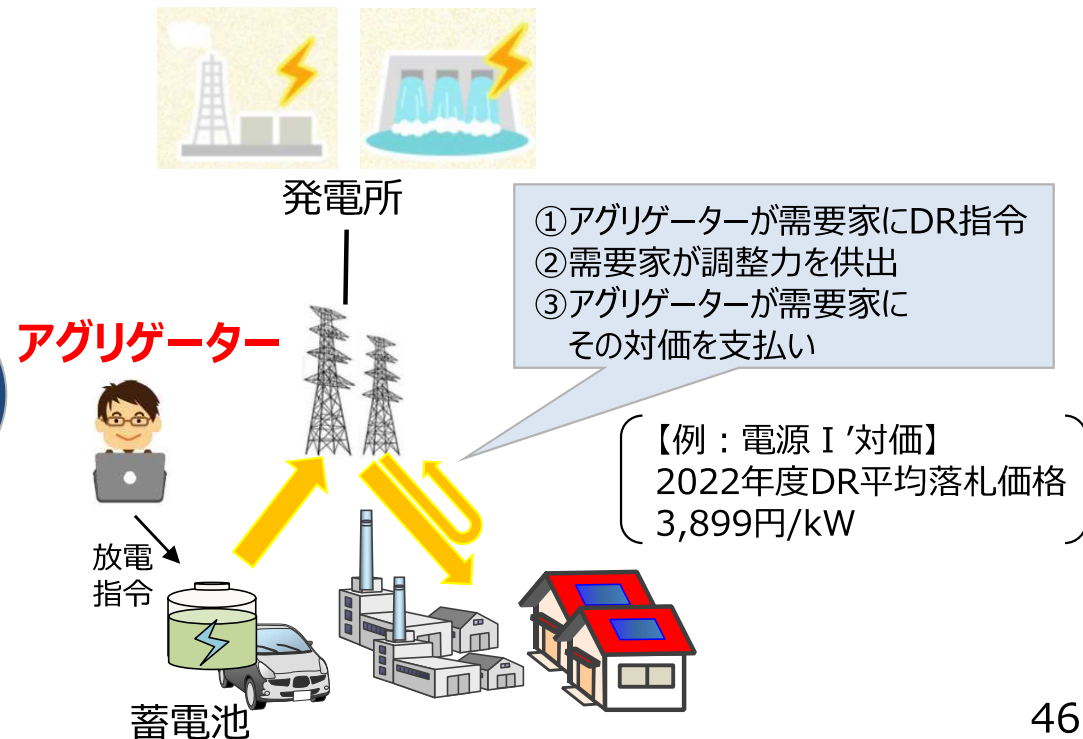 発電所
①アグリゲーターが需要家にDR指令
②需要家が調整力を供出
③アグリゲーターが需要家に
その対価を支払い
アグリゲーター
【例：電源Ⅰ’対価】
2022年度DR平均落札価格
3,899円/kW
放電
指令
蓄電池
46